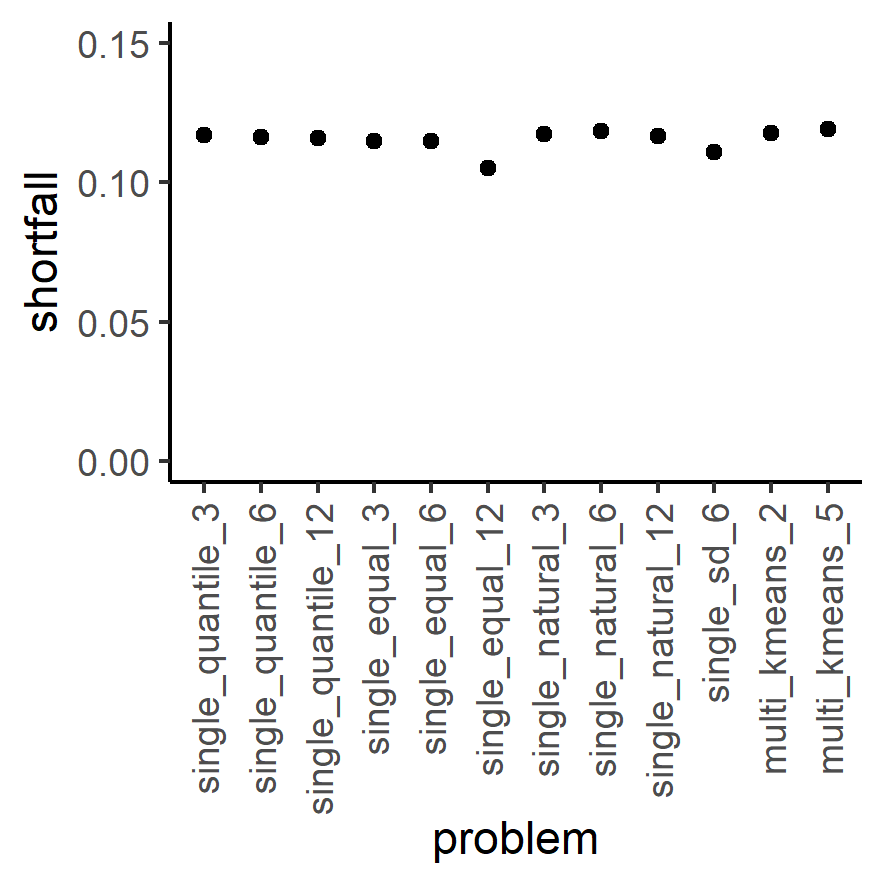 shortfall
0.15
0.10
0.05
0.00
single_quantile_3
single_quantile_6
single_quantile_12
single_equal_3
single_equal_6
single_equal_12
single_natural_3
single_natural_6
single_natural_12
single_sd_6
multi_kmeans_2
multi_kmeans_5
problem